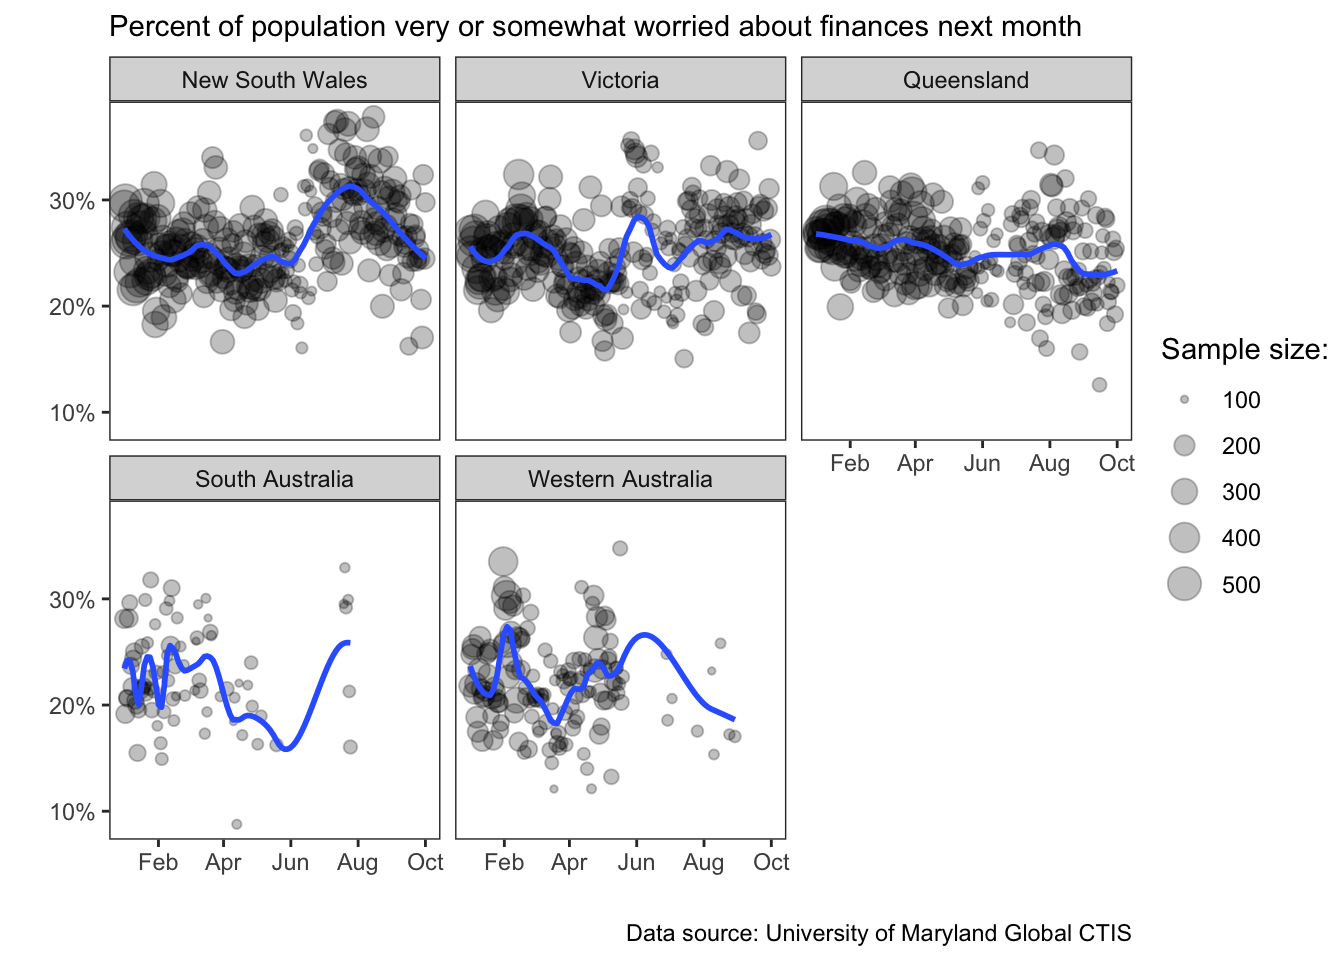 Percent of population very or somewhat worried about finances next month
New South Wales
Victoria
Queensland
30%
20%
10%
Feb Apr Jun Aug Oct
Sample size:
100
200
300
400
500
South Australia
Western Australia
30%
20%
10%
Feb Apr Jun Aug Oct
Feb Apr Jun Aug Oct
Data source: University of Maryland Global CTIS